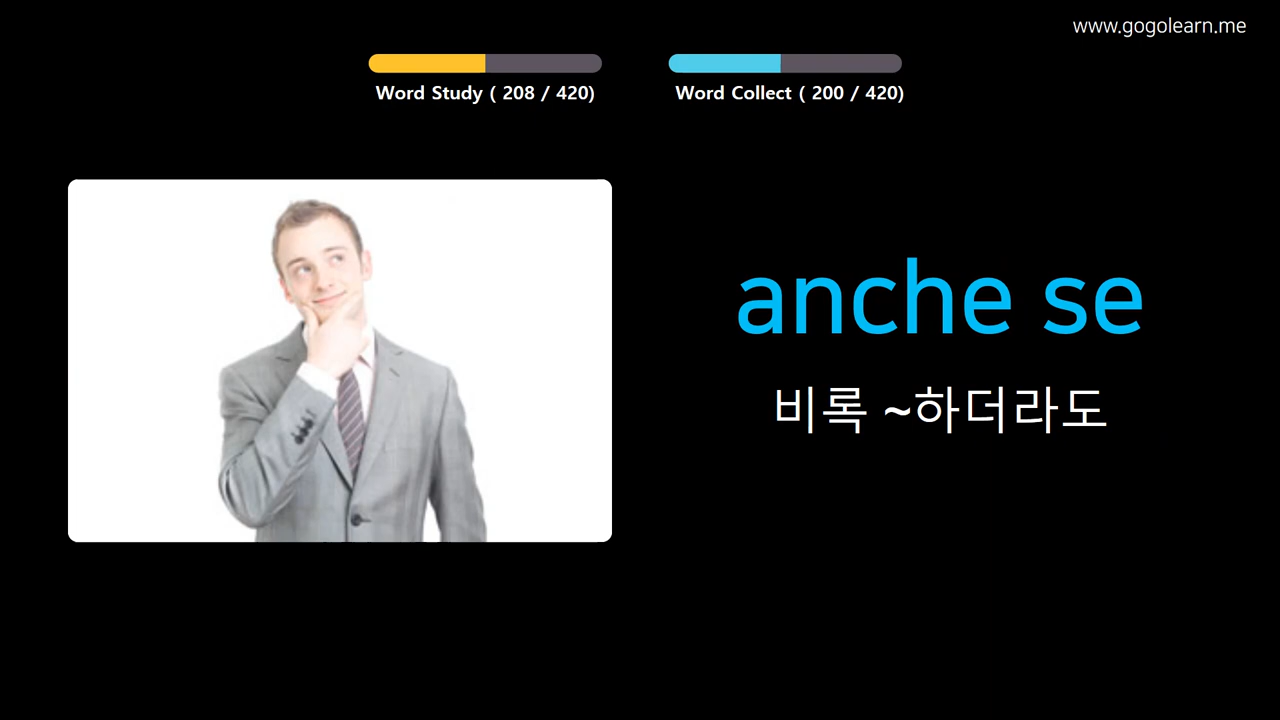 www.gogolearn.me
Word Study ( 208 / 420)
Word Collect ( 200 / 420)
anche se
비록 ~하더라도